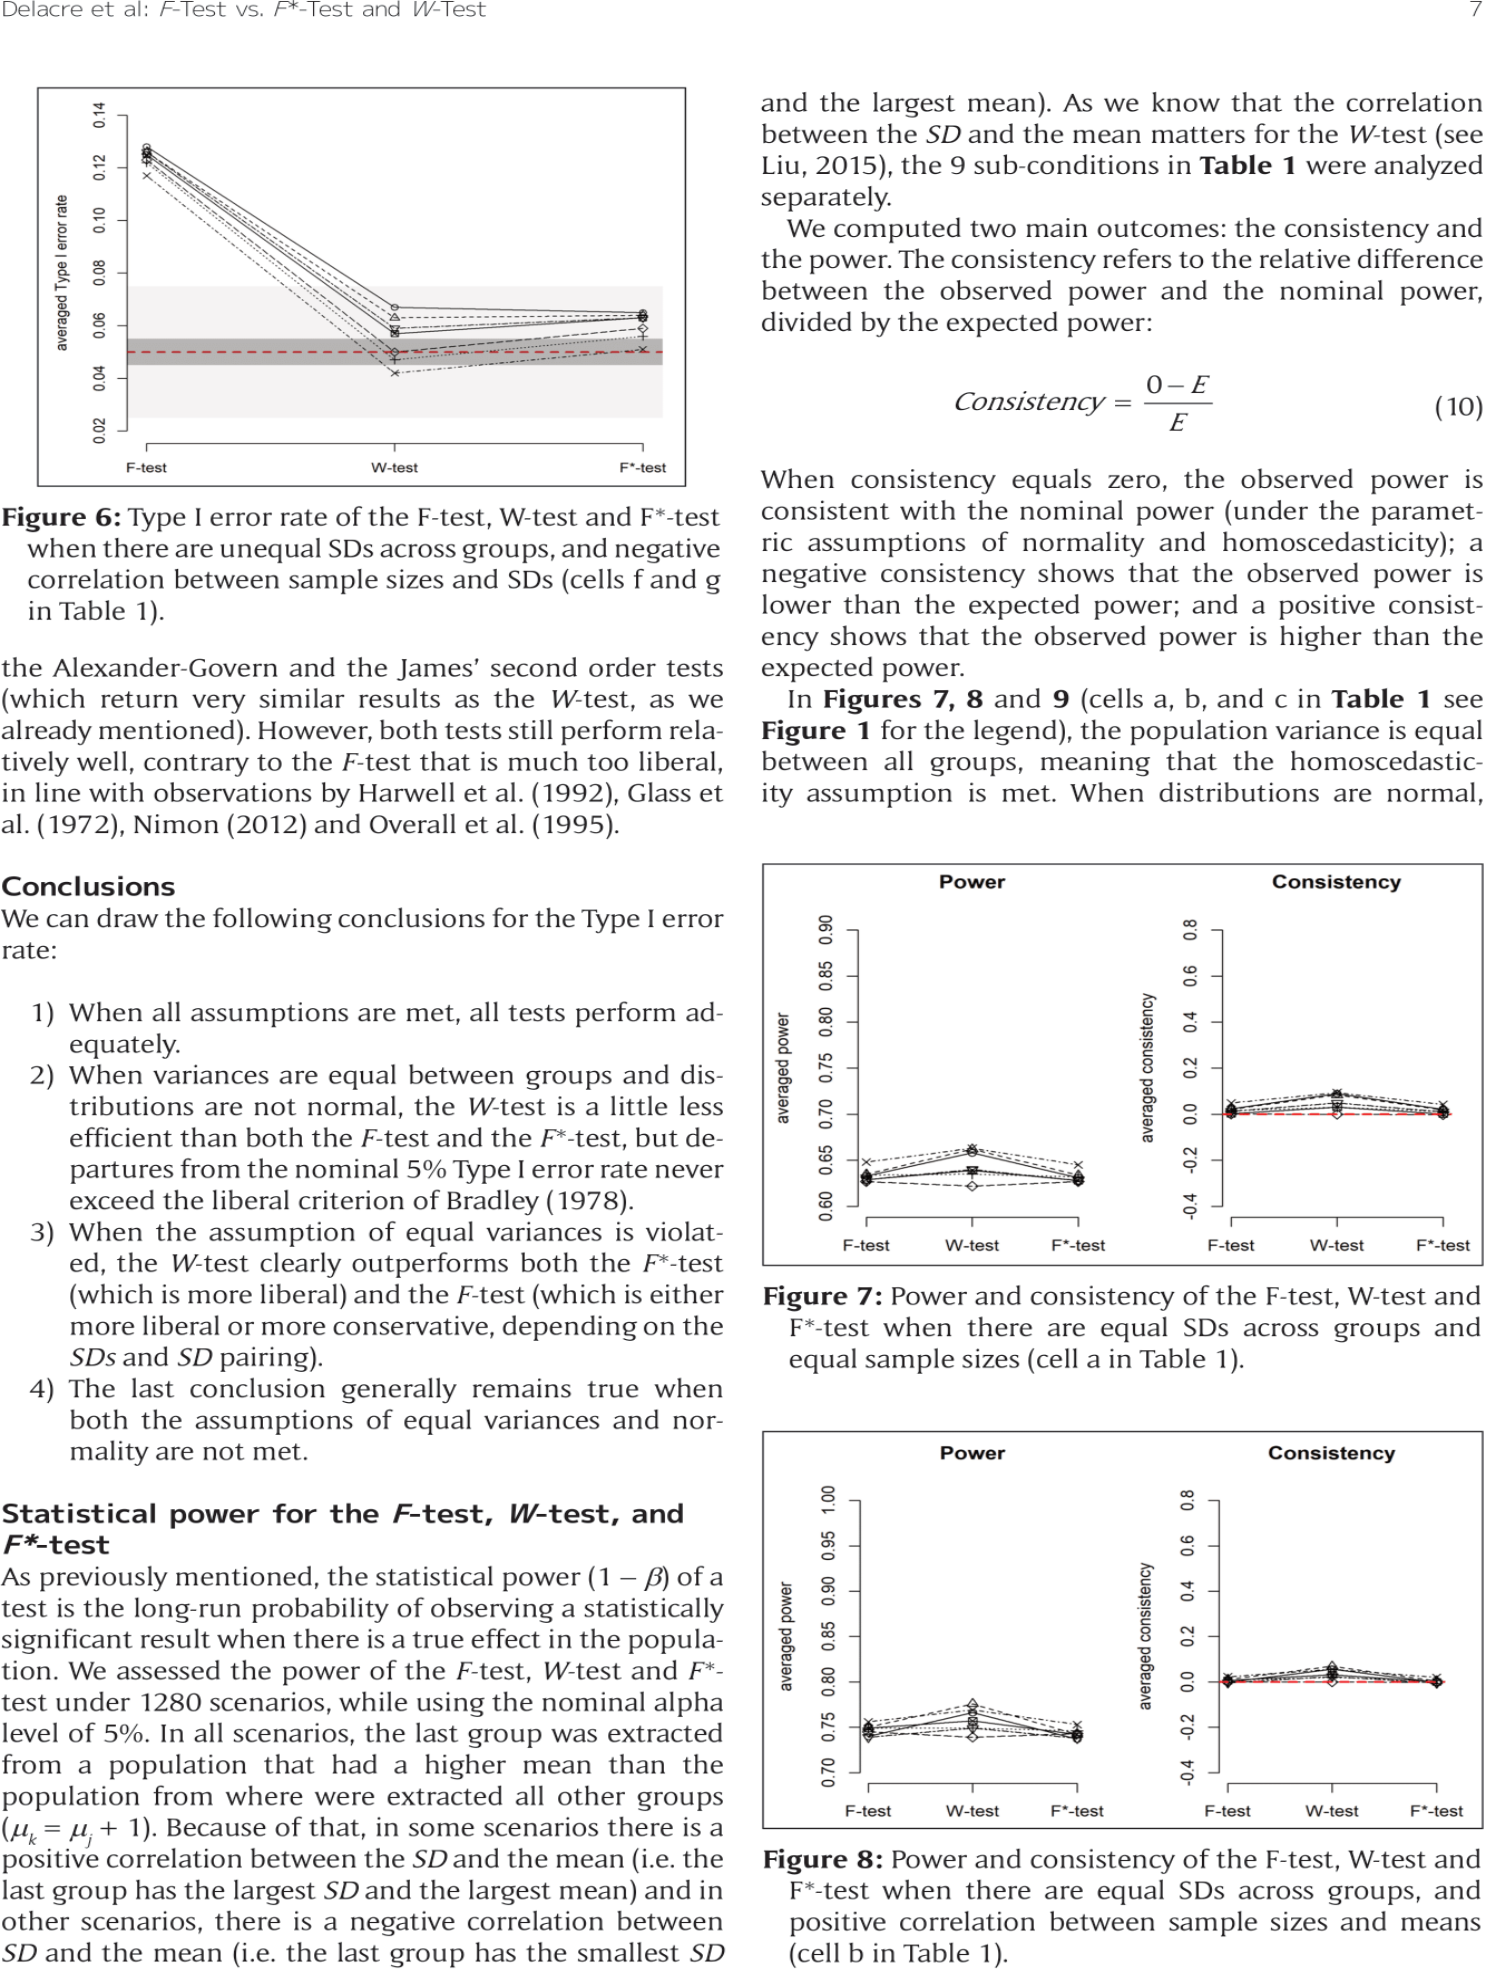 Delacre et al: F-Test vs. F*-Test and W-Test
7
0.14
0.12
0.10
0.08
0.06
0.04
0.02
averaged Type I error rate
F-test
W-test
F*-test
Figure 6: Type I error rate of the F-test, W-test and F*-test
when there are unequal SDs across groups, and negative
correlation between sample sizes and SDs (cells f and g
in Table 1).
the Alexander-Govern and the James’ second order tests
(which return very similar results as the W-test, as we
already mentioned). However, both tests still perform rela-
tively well, contrary to the F-test that is much too liberal,
in line with observations by Harwell et al. (1992), Glass et
al. (1972), Nimon (2012) and Overall et al. (1995).
Conclusions
We can draw the following conclusions for the Type I error
rate:
1) When all assumptions are met, all tests perform ad-
equately.
2) When variances are equal between groups and dis-
tributions are not normal, the W-test is a little less
efficient than both the F-test and the F*-test, but de-
partures from the nominal 5% Type I error rate never
exceed the liberal criterion of Bradley (1978).
3) When the assumption of equal variances is violat-
ed, the W-test clearly outperforms both the F*-test
(which is more liberal) and the F-test (which is either
more liberal or more conservative, depending on the
SDs and SD pairing).
4) The last conclusion generally remains true when
both the assumptions of equal variances and nor-
mality are not met.
Statistical power for the F-test, W-test, and
F*-test
As previously mentioned, the statistical power (1 – β) of a
test is the long-run probability of observing a statistically
significant result when there is a true effect in the popula-
tion. We assessed the power of the F-test, W-test and F*-
test under 1280 scenarios, while using the nominal alpha
level of 5%. In all scenarios, the last group was extracted
from a population that had a higher mean than the
population from where were extracted all other groups
(μk = μj + 1). Because of that, in some scenarios there is a
positive correlation between the SD and the mean (i.e. the
last group has the largest SD and the largest mean) and in
other scenarios, there is a negative correlation between
SD and the mean (i.e. the last group has the smallest SD
and the largest mean). As we know that the correlation
between the SD and the mean matters for the W-test (see
Liu, 2015), the 9 sub-conditions in Table 1 were analyzed
separately.
We computed two main outcomes: the consistency and
the power. The consistency refers to the relative difference
between the observed power and the nominal power,
divided by the expected power:
Consistency = (0 – E) / E (10)
When consistency equals zero, the observed power is
consistent with the nominal power (under the paramet-
ric assumptions of normality and homoscedasticity); a
negative consistency shows that the observed power is
lower than the expected power; and a positive consist-
ency shows that the observed power is higher than the
expected power.
In Figures 7, 8 and 9 (cells a, b, and c in Table 1 see
Figure 1 for the legend), the population variance is equal
between all groups, meaning that the homoscedastic-
ity assumption is met. When distributions are normal,
Power
0.90
0.85
0.80
0.75
0.70
0.65
0.60
averaged power
F-test
W-test
F*-test
Consistency
0.8
0.6
0.4
0.2
0.0
-0.2
-0.4
averaged consistency
F-test
W-test
F*-test
Figure 7: Power and consistency of the F-test, W-test and
F*-test when there are equal SDs across groups and
equal sample sizes (cell a in Table 1).
Power
1.00
0.95
0.90
0.85
0.80
0.75
0.70
averaged power
F-test
W-test
F*-test
Consistency
0.8
0.6
0.4
0.2
0.0
-0.2
-0.4
averaged consistency
F-test
W-test
F*-test
Figure 8: Power and consistency of the F-test, W-test and
F*-test when there are equal SDs across groups, and
positive correlation between sample sizes and means
(cell b in Table 1).